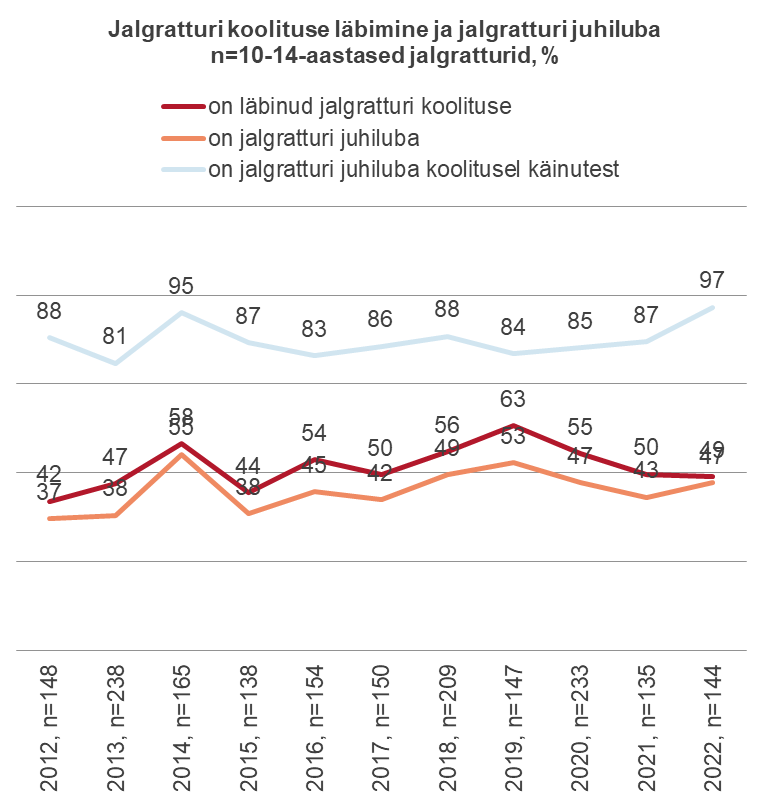 Jalgratturi koolituse läbimine ja jalgratturi juhiluba
n=10-14-aastased jalgratturid, %
on läbinud jalgratturi koolituse
on jalgratturi juhiluba
on jalgratturi juhiluba koolitusel käinutest
88 81 95 87 83 86 88 84 85 87 97
42 47 58 44 54 50 56 63 55 50 49
37 38 55 38 45 42 49 53 47 43 47
2012, n=148
2013, n=238
2014, n=165
2015, n=138
2016, n=154
2017, n=150
2018, n=209
2019, n=147
2020, n=233
2021, n=135
2022, n=144